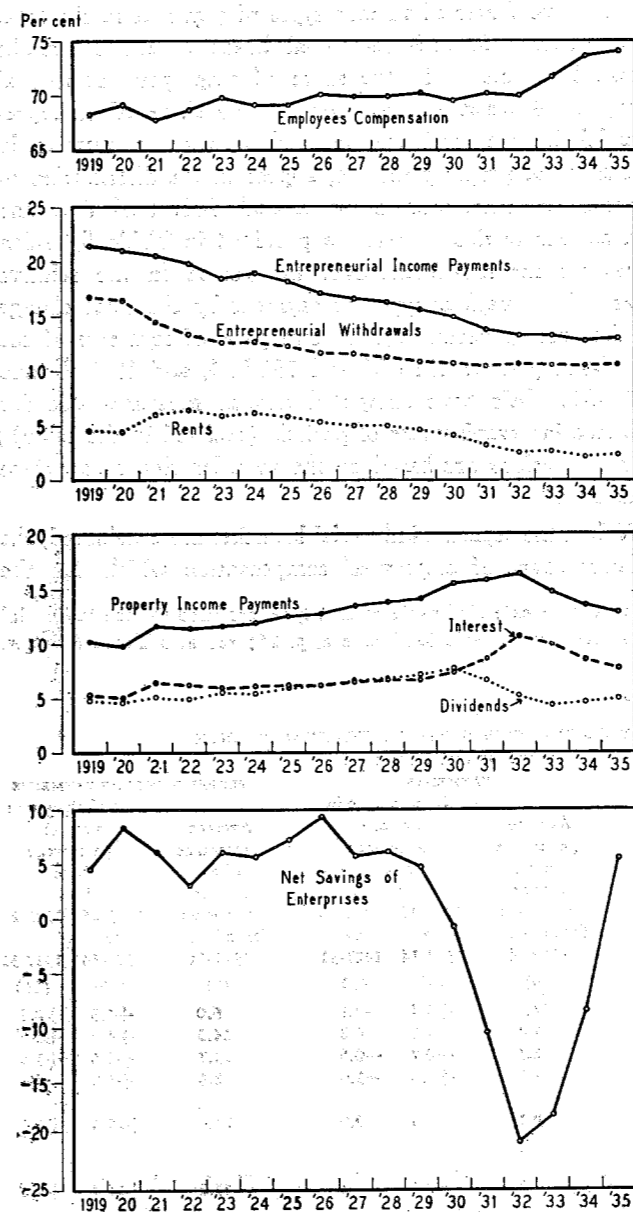 Per cent
75
70
65
Employees' Compensation
1919 '20 '21 '22 '23 '24 '25 '26 '27 '28 '29 '30 '31 '32 '33 '34 '35
25
20
15
10
5
0
Entrepreneurial Income Payments
Entrepreneurial Withdrawals
Rents
1919 '20 '21 '22 '23 '24 '25 '26 '27 '28 '29 '30 '31 '32 '33 '34 '35
20
15
10
5
0
Property Income Payments
Interest
Dividends
1919 '20 '21 '22 '23 '24 '25 '26 '27 '28 '29 '30 '31 '32 '33 '34 '35
10
5
0
-5
-10
-15
-20
-25
Net Savings of
Enterprises
1919 '20 '21 '22 '23 '24 '25 '26 '27 '28 '29 '30 '31 '32 '33 '34 '35